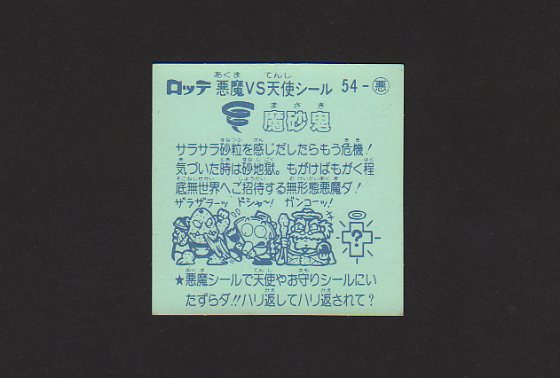 ロッテ 悪魔VS天使シール 54-悪
魔砂鬼
サラサラ砂粒を感じだしたらもう危機!
気づいた時は砂地獄。もがけばもがく程
底無世界へご招待する無形態悪魔ダ!
ザラザラーッ ドシャ〜! ガンコーッ!
?
★悪魔シールで天使やお守りシールにい
たずらダ!!ハリ返してハリ返されて?